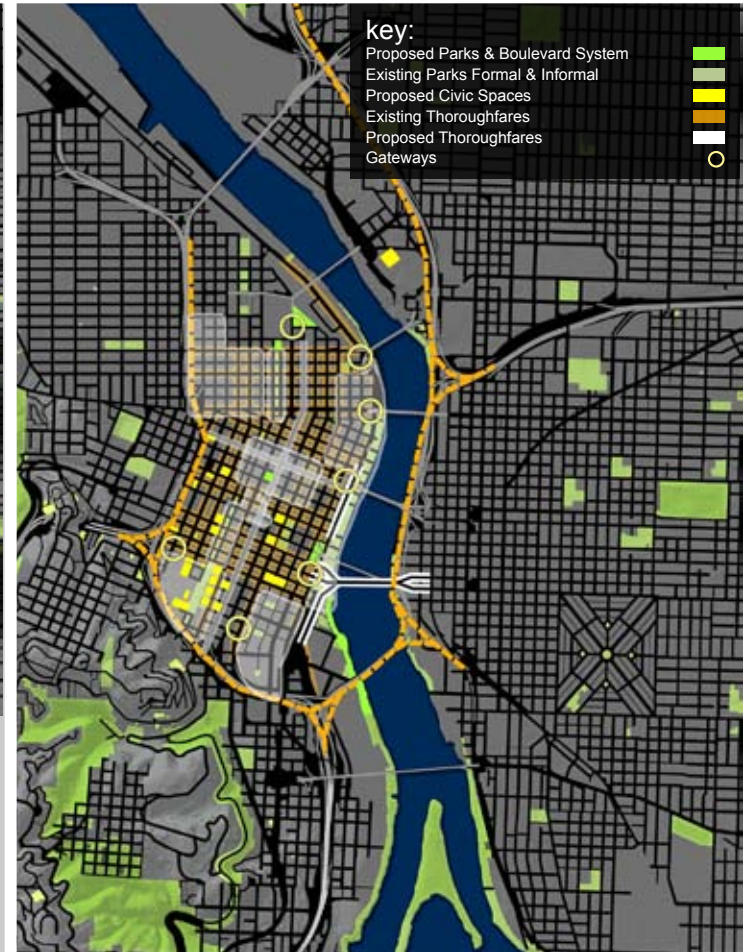 key:
Proposed Parks & Boulevard System
Existing Parks Formal & Informal
Proposed Civic Spaces
Existing Thoroughfares
Proposed Thoroughfares
Gateways